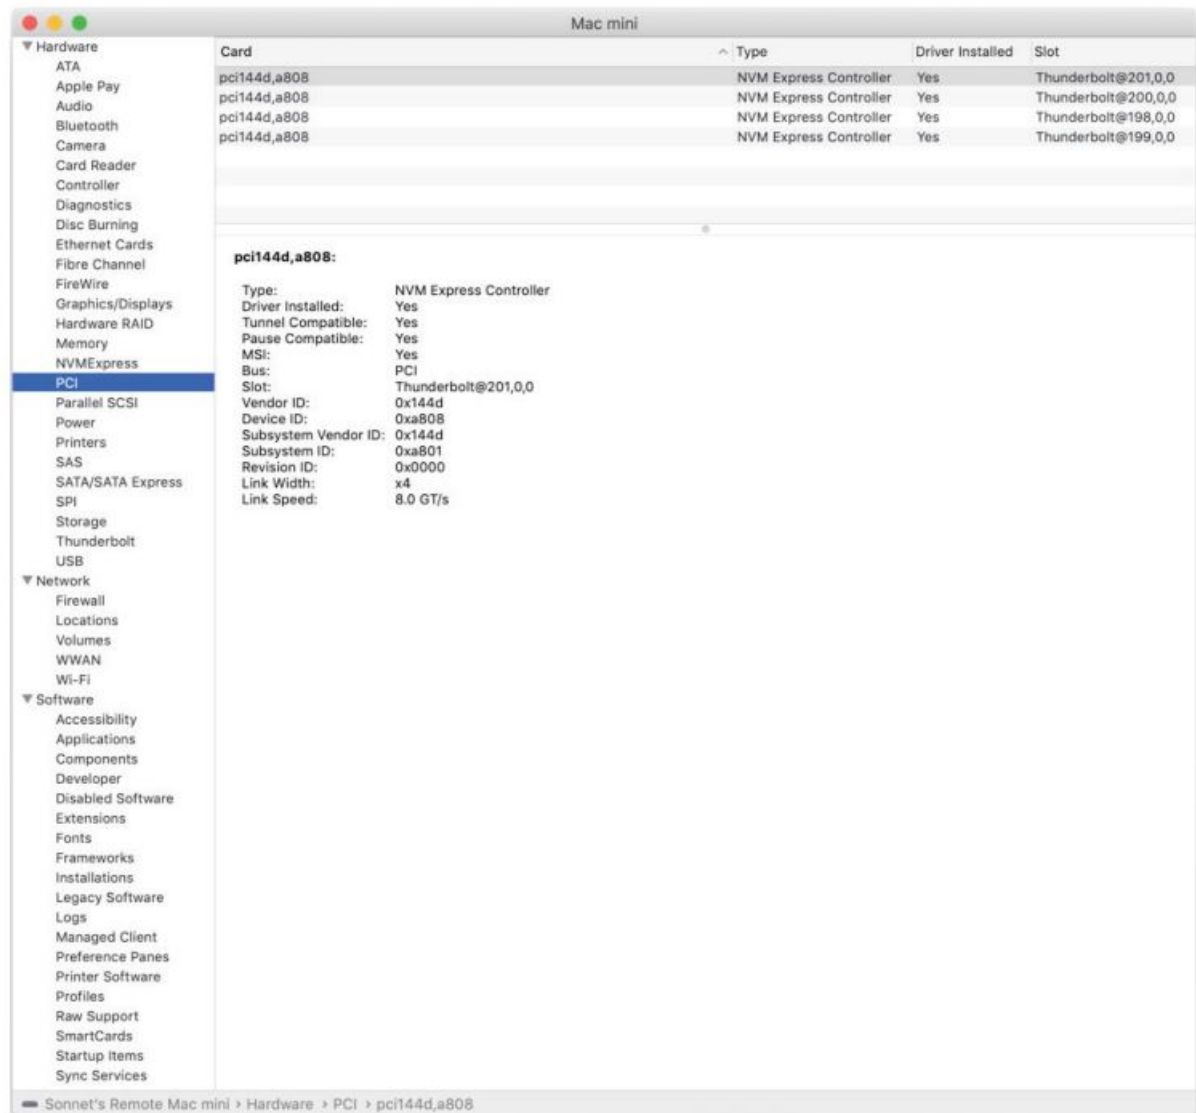 Mac mini
Hardware
ATA
Apple Pay
Audio
Bluetooth
Camera
Card Reader
Controller
Diagnostics
Disc Burning
Ethernet Cards
Fibre Channel
FireWire
Graphics/Displays
Hardware RAID
Memory
NVMExpress
PCI
Parallel SCSI
Power
Printers
SAS
SATA/SATA Express
SPI
Storage
Thunderbolt
USB
Network
Firewall
Locations
Volumes
WWAN
Wi-Fi
Software
Accessibility
Applications
Components
Developer
Disabled Software
Extensions
Fonts
Frameworks
Installations
Legacy Software
Logs
Managed Client
Preference Panes
Printer Software
Profiles
Raw Support
SmartCards
Startup Items
Sync Services
Card Type Driver Installed Slot
pci144d,a808 NVM Express Controller Yes Thunderbolt@201,0,0
pci144d,a808 NVM Express Controller Yes Thunderbolt@200,0,0
pci144d,a808 NVM Express Controller Yes Thunderbolt@198,0,0
pci144d,a808 NVM Express Controller Yes Thunderbolt@199,0,0
pci144d,a808:
Type: NVM Express Controller
Driver Installed: Yes
Tunnel Compatible: Yes
Pause Compatible: Yes
MSI: Yes
Bus: PCI
Slot: Thunderbolt@201,0,0
Vendor ID: 0x144d
Device ID: 0xa808
Subsystem Vendor ID: 0x144d
Subsystem ID: 0xa801
Revision ID: 0x0000
Link Width: x4
Link Speed: 8.0 GT/s
Sonnet's Remote Mac mini › Hardware › PCI › pci144d,a808